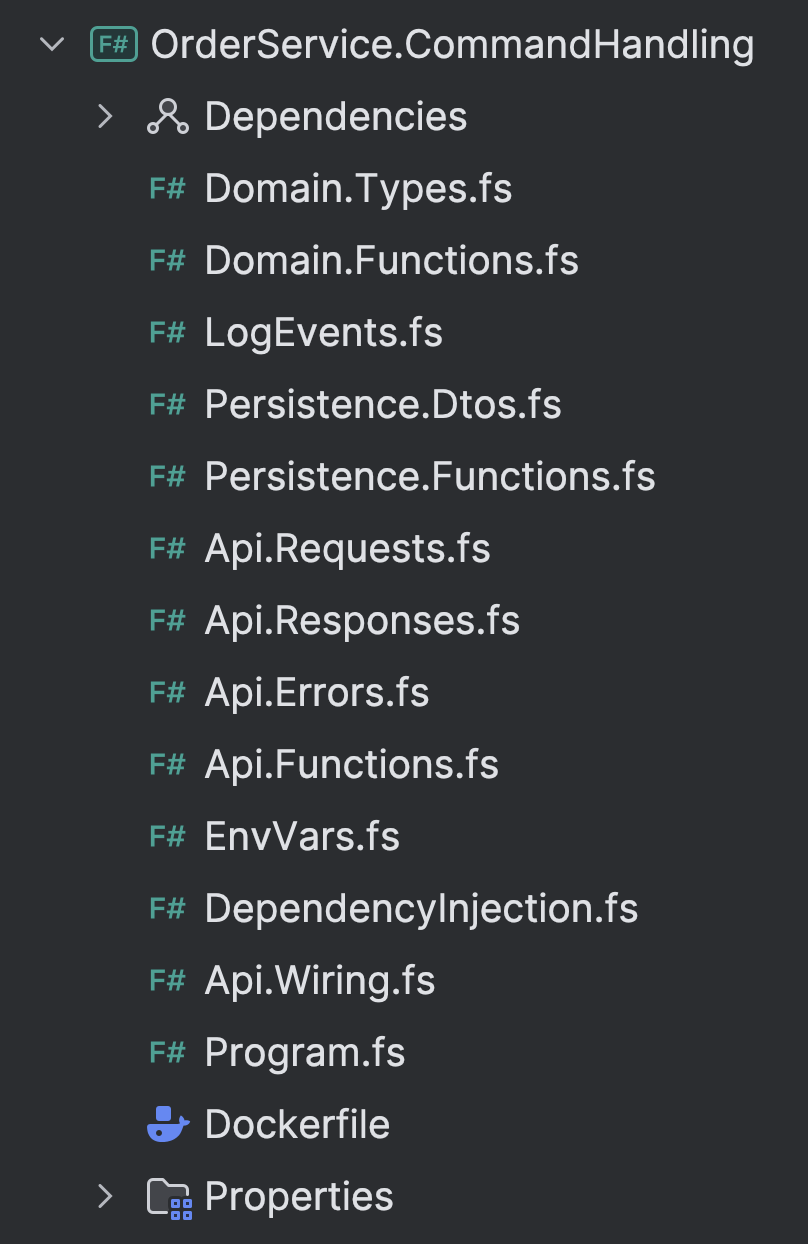 F# OrderService.CommandHandling
Dependencies
F# Domain.Types.fs
F# Domain.Functions.fs
F# LogEvents.fs
F# Persistence.Dtos.fs
F# Persistence.Functions.fs
F# Api.Requests.fs
F# Api.Responses.fs
F# Api.Errors.fs
F# Api.Functions.fs
F# EnvVars.fs
F# DependencyInjection.fs
F# Api.Wiring.fs
F# Program.fs
Dockerfile
Properties